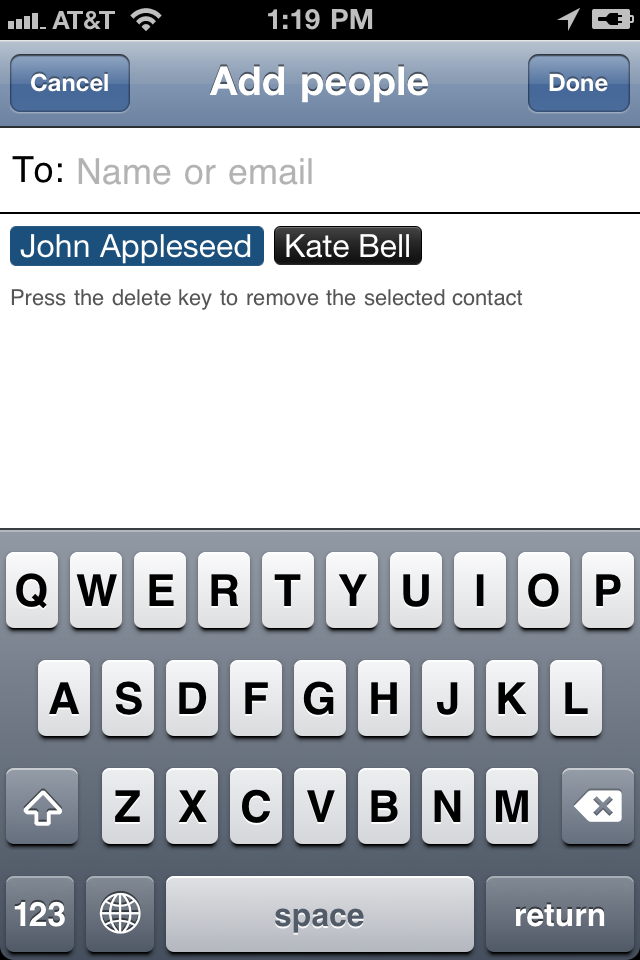 AT&T 1:19 PM
Cancel Add people Done
To: Name or email
John Appleseed Kate Bell
Press the delete key to remove the selected contact
Q W E R T Y U I O P
A S D F G H J K L
Z X C V B N M
123 space return